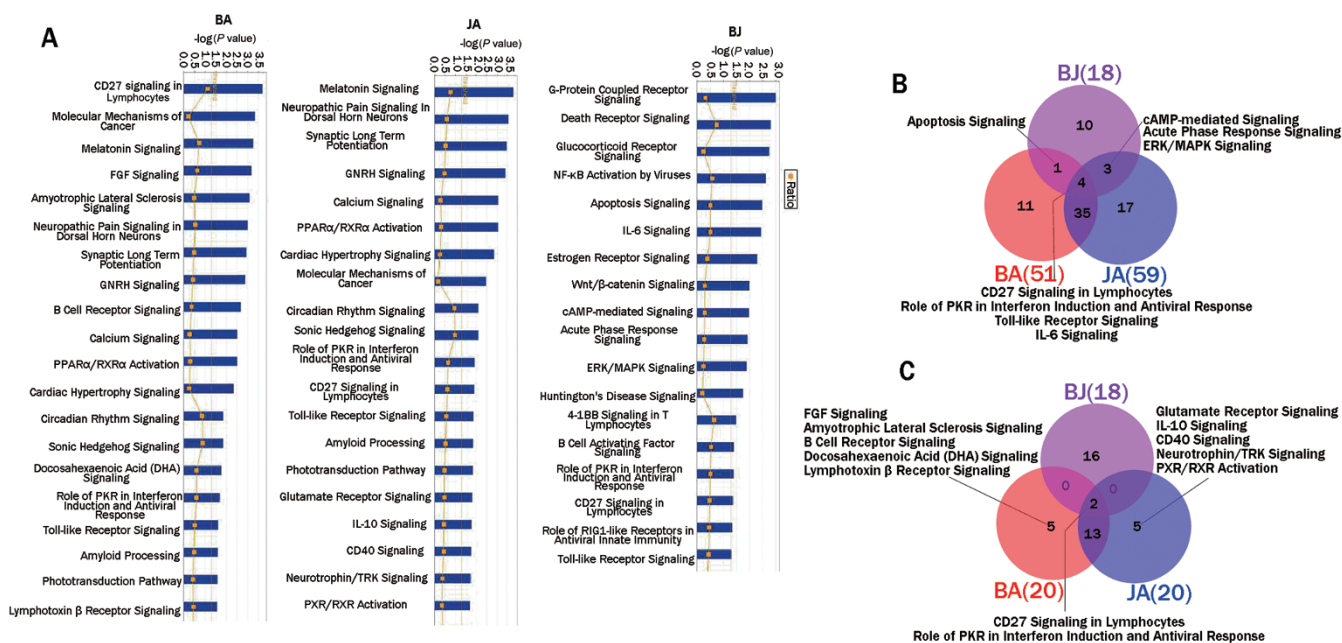 A
BA
-log(P value)
0.0
0.5
1.0
1.5
2.0
2.5
3.0
3.5
CD27 signaling in
Lymphocytes
Molecular Mechanisms of
Cancer
Melatonin Signaling
FGF Signaling
Amyotrophic Lateral Sclerosis
Signaling
Neuropathic Pain Signaling in
Dorsal Horn Neurons
Synaptic Long Term
Potentiation
GNRH Signaling
B Cell Receptor Signaling
Calcium Signaling
PPARα/RXRα Activation
Cardiac Hypertrophy Signaling
Circadian Rhythm Signaling
Sonic Hedgehog Signaling
Docosahexaenoic Acid (DHA)
Signaling
Role of PKR in Interferon
Induction and Antiviral
Response
Toll-like Receptor Signaling
Amyloid Processing
Phototransduction Pathway
Lymphotoxin β Receptor Signaling
JA
-log(P value)
0.0
0.5
1.0
1.5
2.0
2.5
3.0
3.5
Melatonin Signaling
Neuropathic Pain Signaling In
Dorsal Horn Neurons
Synaptic Long Term
Potentiation
GNRH Signaling
Calcium Signaling
PPARα/RXRα Activation
Cardiac Hypertrophy Signaling
Molecular Mechanisms of
Cancer
Circadian Rhythm Signaling
Sonic Hedgehog Signaling
Role of PKR in Interferon
Induction and Antiviral
Response
CD27 Signaling in
Lymphocytes
Toll-like Receptor Signaling
Amyloid Processing
Phototransduction Pathway
Glutamate Receptor Signaling
IL-10 Signaling
CD40 Signaling
Neurotrophin/TRK Signaling
PXR/RXR Activation
BJ
-log(P value)
0.0
0.5
1.0
1.5
2.0
2.5
3.0
G-Protein Coupled Receptor
Signaling
Death Receptor Signaling
Glucocorticoid Receptor
Signaling
NF-κB Activation by Viruses
Apoptosis Signaling
IL-6 Signaling
Estrogen Receptor Signaling
Wnt/β-catenin Signaling
cAMP-mediated Signaling
Acute Phase Response
Signaling
ERK/MAPK Signaling
Huntington's Disease Signaling
4-1BB Signaling in T
Lymphocytes
B Cell Activating Factor
Signaling
Role of PKR in Interferon
Induction and Antiviral
Response
CD27 Signaling in
Lymphocytes
Role of RIG1-like Receptors in
Antiviral Innate Immunity
Toll-like Receptor Signaling
Ratio
B
BJ(18)
Apoptosis Signaling
cAMP-mediated Signaling
Acute Phase Response Signaling
ERK/MAPK Signaling
10
1
3
4
11
35
17
BA(51)
JA(59)
CD27 Signaling in Lymphocytes
Role of PKR in Interferon Induction and Antiviral Response
Toll-like Receptor Signaling
IL-6 Signaling
C
BJ(18)
FGF Signaling
Amyotrophic Lateral Sclerosis Signaling
B Cell Receptor Signaling
Docosahaenoic Acid (DHA) Signaling
Lymphotoxin β Receptor Signaling
Glutamate Receptor Signaling
IL-10 Signaling
CD40 Signaling
Neurotrophin/TRK Signaling
PXR/RXR Activation
16
0
0
2
5
13
5
BA(20)
JA(20)
CD27 Signaling in Lymphocytes
Role of PKR in Interferon Induction and Antiviral Response